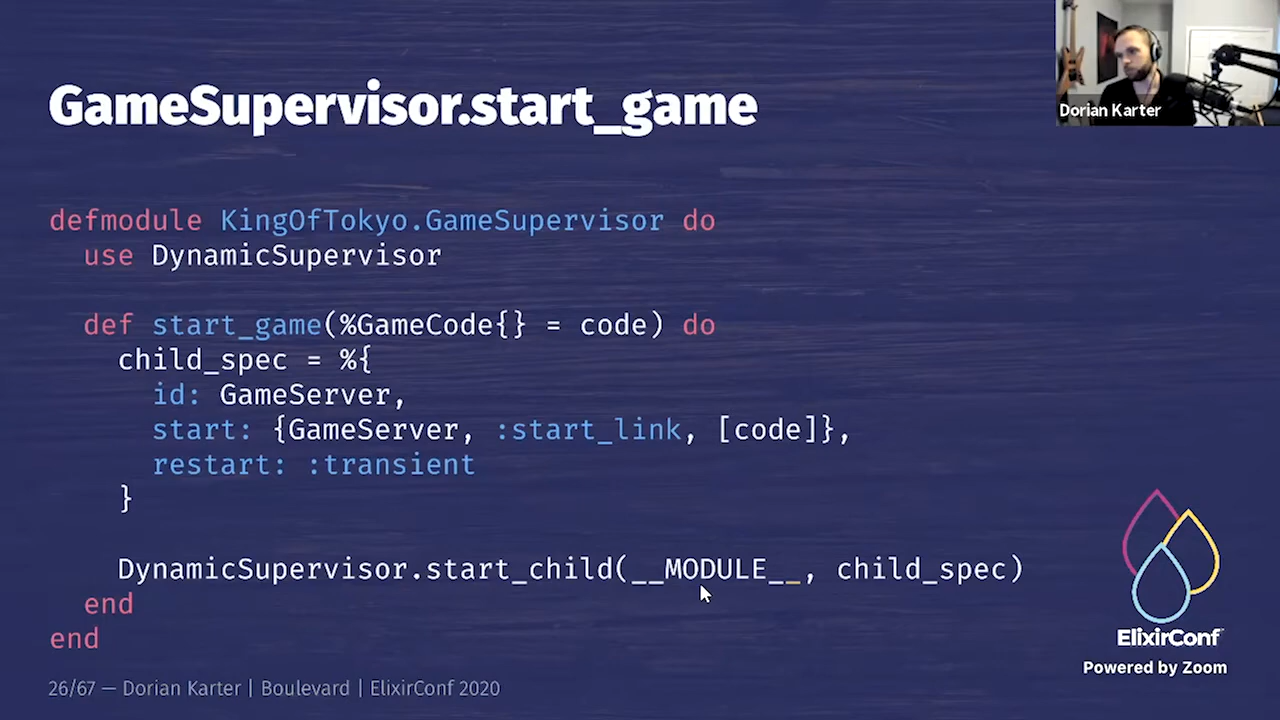 GameSupervisor.start_game
Dorian Karter
defmodule KingOfTokyo.GameSupervisor do
  use DynamicSupervisor

  def start_game(%GameCode{} = code) do
    child_spec = %{
      id: GameServer,
      start: {GameServer, :start_link, [code]},
      restart: :transient
    }

    DynamicSupervisor.start_child(__MODULE__, child_spec)
  end
end
ElixirConf
Powered by Zoom
26/67 — Dorian Karter | Boulevard | ElixirConf 2020